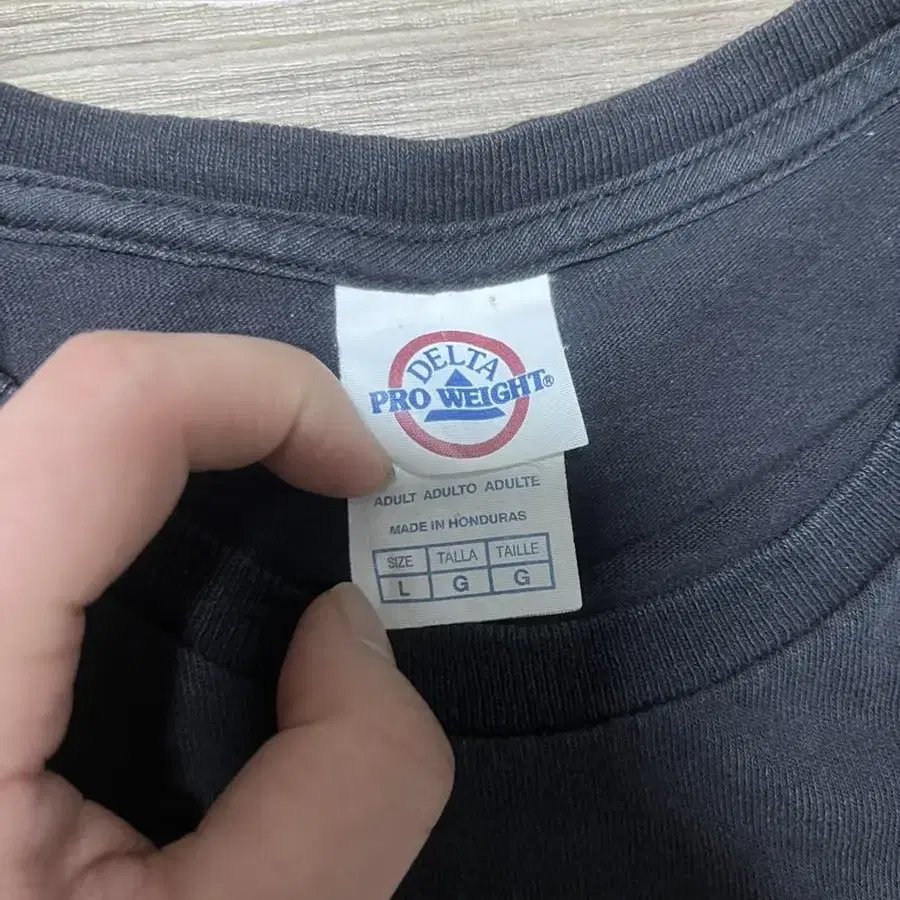 DELTA
PRO WEIGHT®
ADULT ADULTO ADULTE
MADE IN HONDURAS
SIZE TALLA TAILLE
L G G